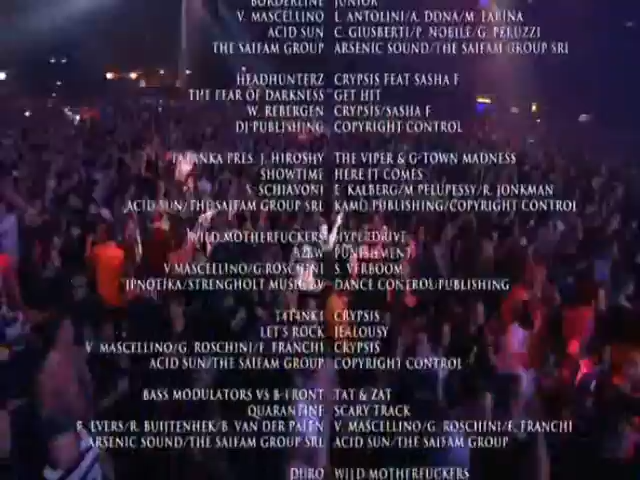 BORDERLINE JUNIOR
V. MASCELLINO L. ANTOLINI/A. DDNA/M. LARINA
ACID SUN C. GIUSBERTI/P. NOEILE/G. PERUZZI
THE SAIFAM GROUP ARSENIC SOUND/THE SAIFAM GROUP SRL
HEADHUNTERZ CRYPSIS FEAT SASHA F
THE FEAR OF DARKNESS GET HIT
W. REBERGEN CRYPSIS/SASHA F
DJ PUBLISHING COPYRIGHT CONTROL
TATANKA PRES. J. HIROSHY THE VIPER & G-TOWN MADNESS
SHOWTIME HERE IT COMES
S. SCHIAVONI E. KALBERG/M PELUPESSY/R. JONKMAN
ACID SUN/THE SAIFAM GROUP SRL KAMO PUBLISHING/COPYRIGHT CONTROL
WILD MOTHERFUCKERS HYPERDRIVE
PUNISHMENT
V.MASCELLINO/G.ROSCHINI S. VERBOOM
IPNOTIKA/STRENGHOLT MUSIC BV DANCE CONTROL PUBLISHING
T4T4NK4 CRYPSIS
LET'S ROCK JEALOUSY
V. MASCELLINO/G. ROSCHINI/F. FRANCHI CRYPSIS
ACID SUN/THE SAIFAM GROUP COPYRIGHT CONTROL
BASS MODULATORS VS B-FRONT TAT & ZAT
QUARANTINE SCARY TRACK
R. EVERS/R. BUIJTENHEK/B. VAN DER PALEN V. MASCELLINO/G. ROSCHINI/F. FRANCHI
ARSENIC SOUND/THE SAIFAM GROUP SRL ACID SUN/THE SAIFAM GROUP
DURO WILD MOTHERFUCKERS